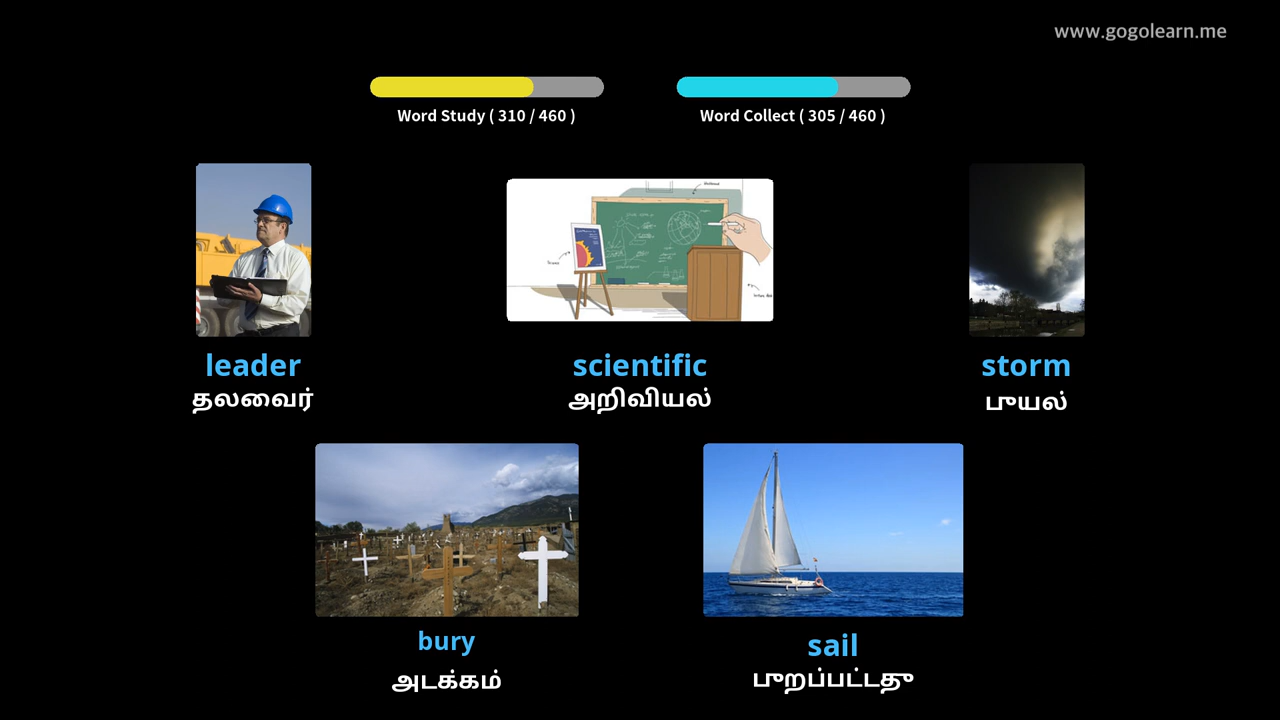 www.gogolearn.me
Word Study ( 310 / 460 )
Word Collect ( 305 / 460 )
leader
தலைவர்
scientific
அறிவியல்
storm
புயல்
bury
அடக்கம்
sail
புறப்பட்டது